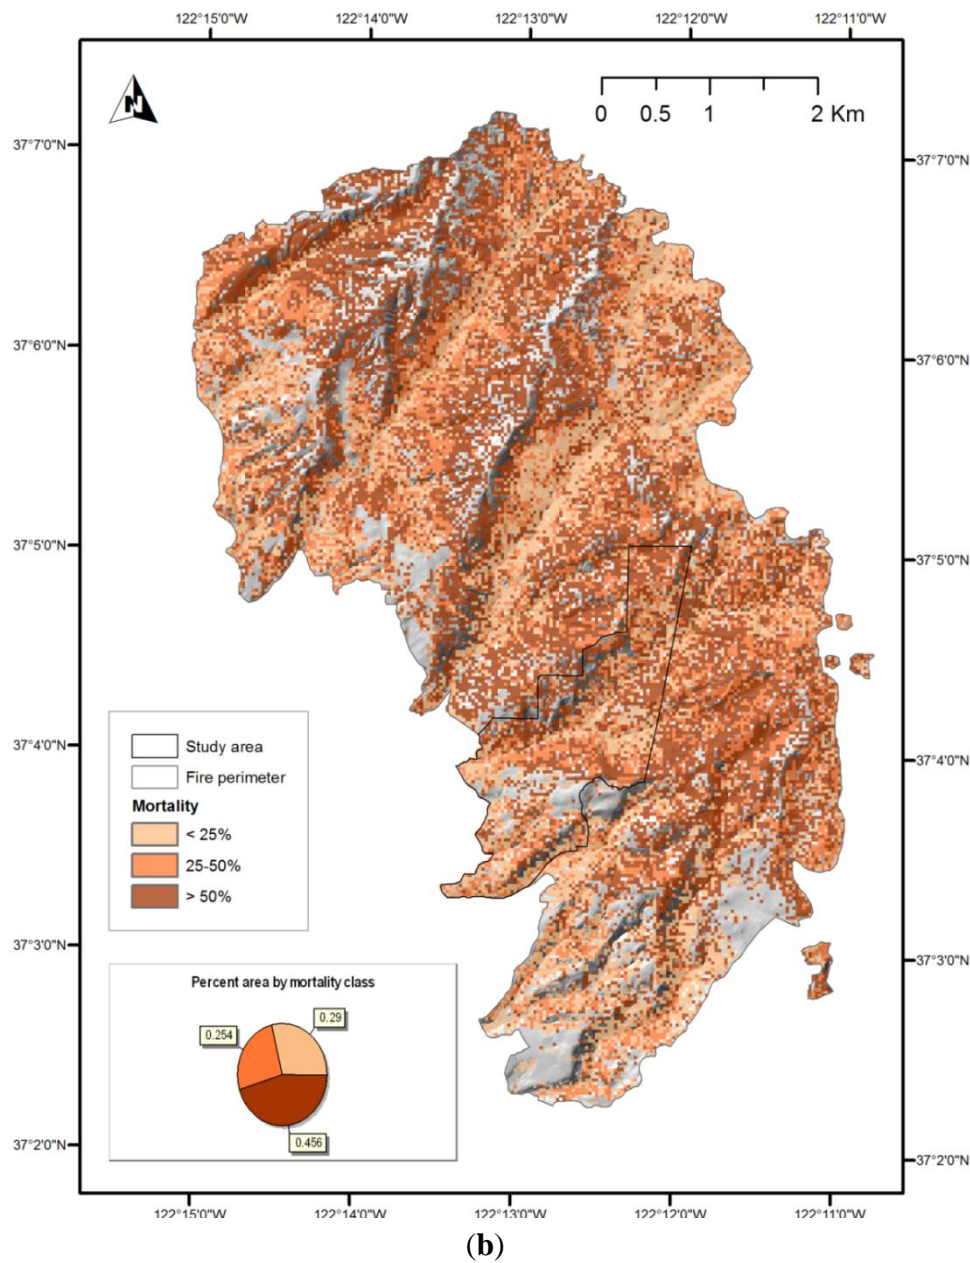 122°15'0"W 122°14'0"W 122°13'0"W 122°12'0"W 122°11'0"W
N
0 0.5 1 2 Km
37°7'0"N 37°7'0"N
37°6'0"N 37°6'0"N
37°5'0"N 37°5'0"N
37°4'0"N 37°4'0"N
Study area
Fire perimeter
Mortality
< 25%
25-50%
> 50%
37°3'0"N 37°3'0"N
Percent area by mortality class
0.29
0.254
0.456
37°2'0"N 37°2'0"N
122°15'0"W 122°14'0"W 122°13'0"W 122°12'0"W 122°11'0"W
(b)